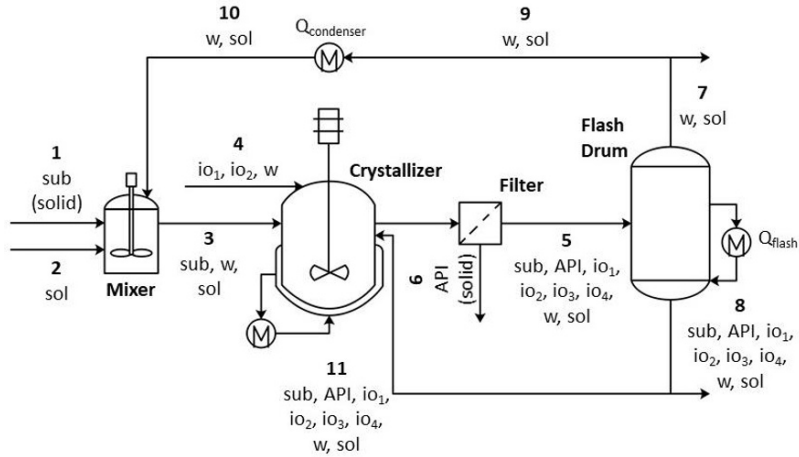 10
w, sol
Qcondenser
M
9
w, sol
7
w, sol
Flash
Drum
1
sub
(solid)
4
io₁, io₂, w
Crystallizer
Filter
2
sol
Mixer
3
sub, w,
sol
M
6
API
(solid)
5
sub, API, io₁,
io₂, io₃, io₄,
w, sol
M
Qflash
8
sub, API, io₁,
io₂, io₃, io₄,
w, sol
11
sub, API, io₁,
io₂, io₃, io₄,
w, sol